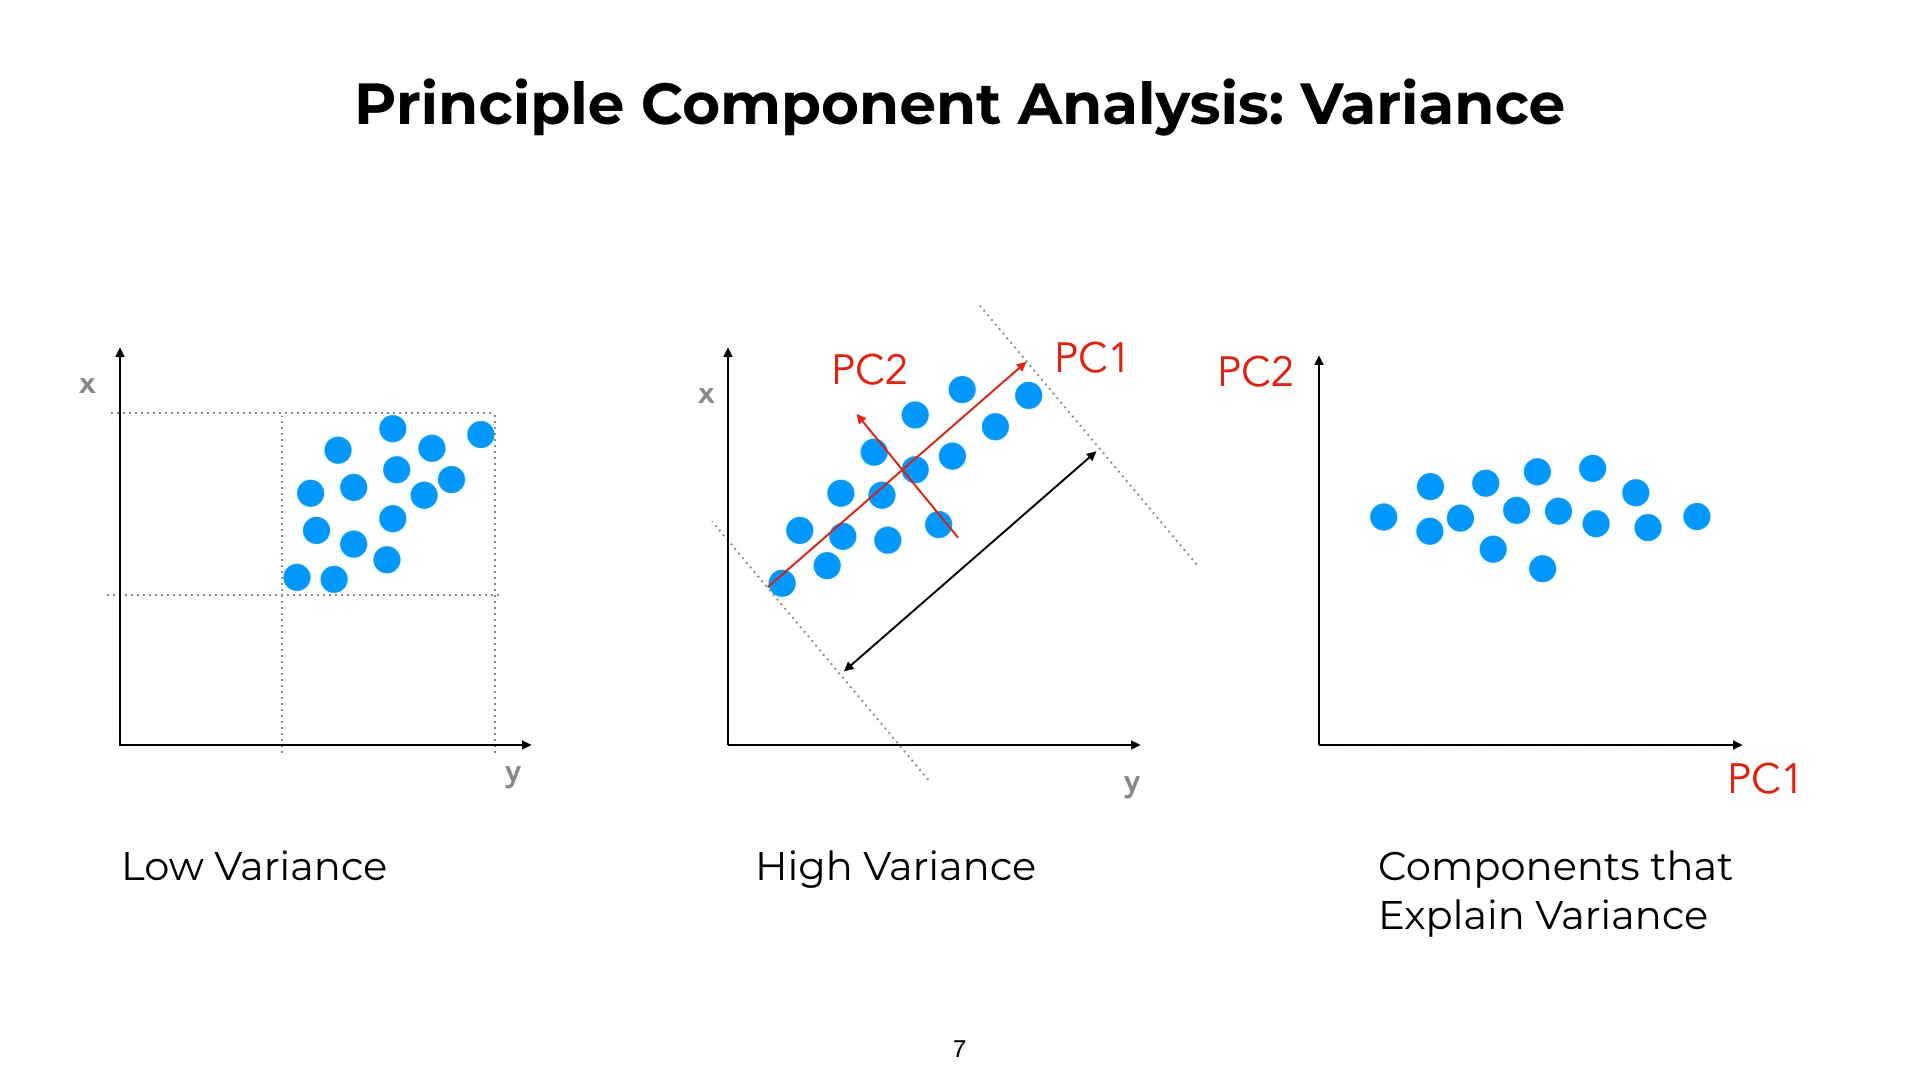 Principle Component Analysis: Variance
x
y
Low Variance
x
PC2
PC1
y
High Variance
PC2
PC1
Components that
Explain Variance
7